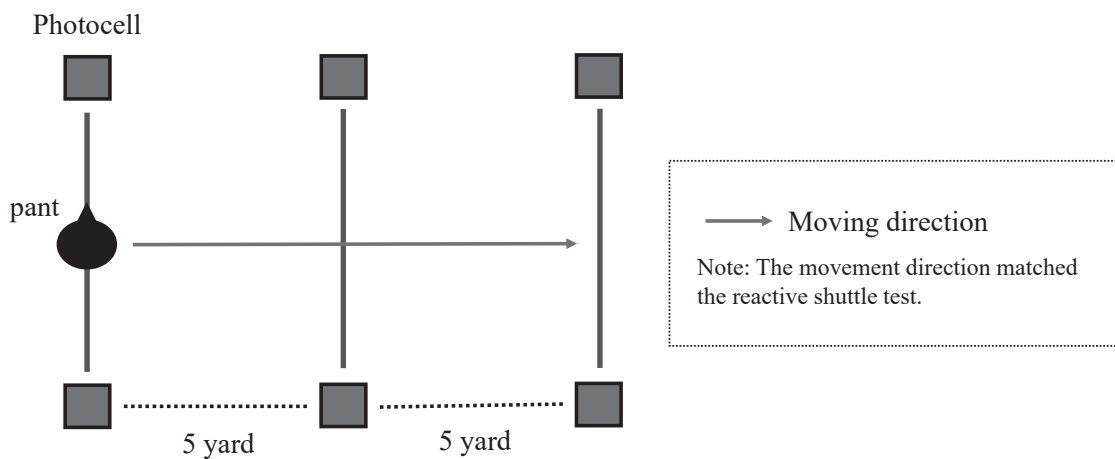 Photocell
pant
Moving direction
Note: The movement direction matched
the reactive shuttle test.
5 yard
5 yard